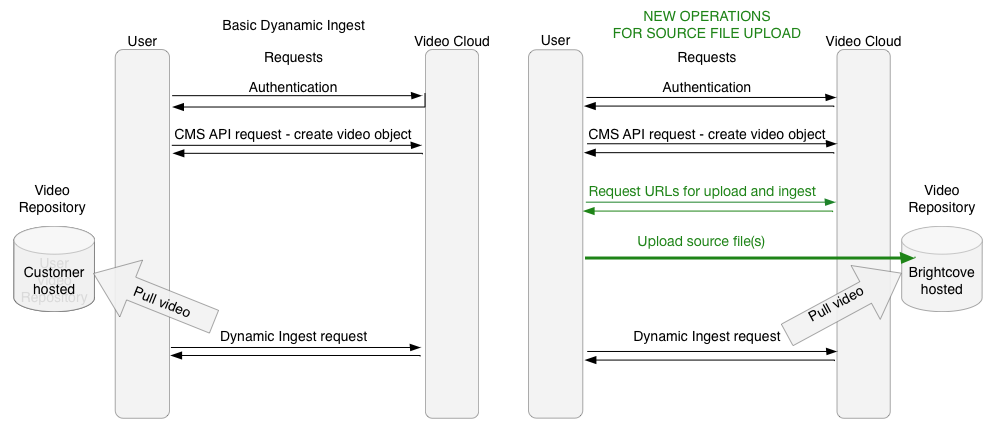 Basic Dyanamic Ingest
User
Video Cloud
Requests
Authentication
CMS API request - create video object
Video
Repository
User
Customer
hosted
Repository
Pull video
Dynamic Ingest request
NEW OPERATIONS
FOR SOURCE FILE UPLOAD
User
Video Cloud
Requests
Authentication
CMS API request - create video object
Request URLs for upload and ingest
Upload source file(s)
Video
Repository
Brightcove
hosted
Pull video
Dynamic Ingest request